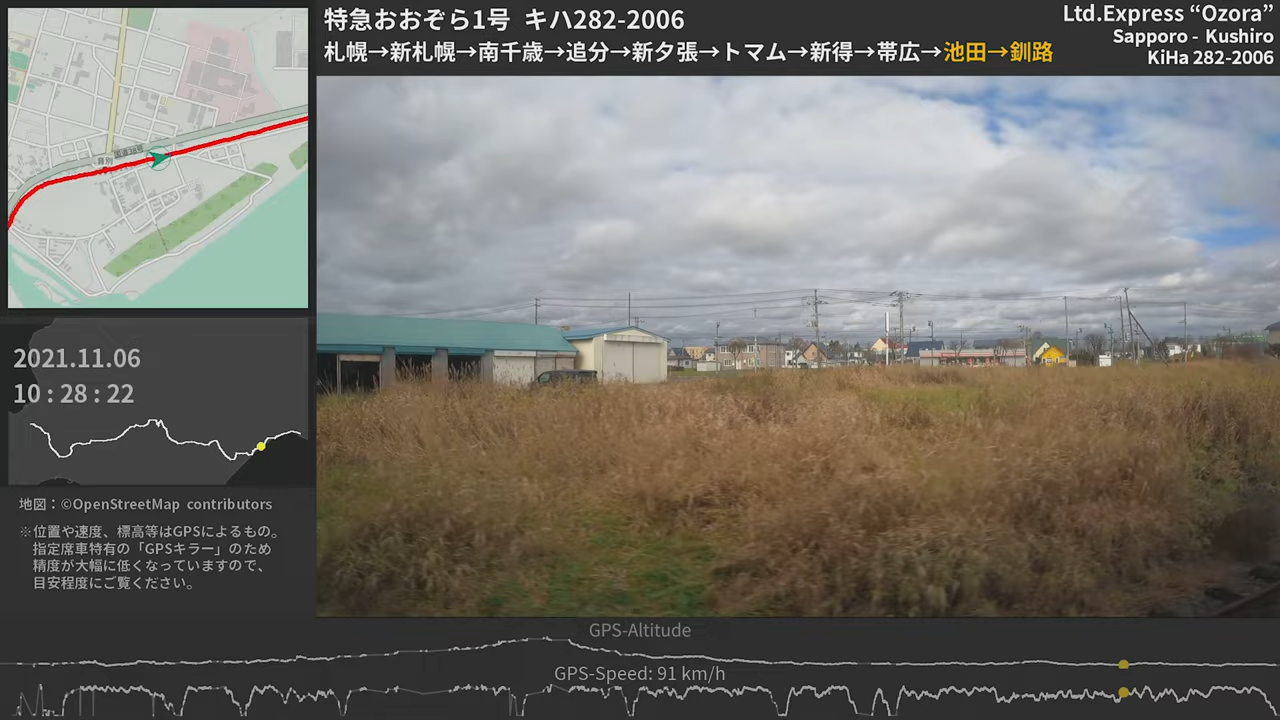 特急おおぞら1号 キハ282-2006
札幌→新札幌→南千歳→追分→新夕張→トマム→新得→帯広→池田→釧路
Ltd.Express “Ozora”
Sapporo - Kushiro
KiHa 282-2006
国道38号
2021.11.06
10 : 28 : 22
地図：©OpenStreetMap contributors
※位置や速度、標高等はGPSによるもの。
指定席車特有の「GPSキラー」のため
精度が大幅に低くなっていますので、
目安程度にご覧ください。
GPS-Altitude
GPS-Speed: 91 km/h